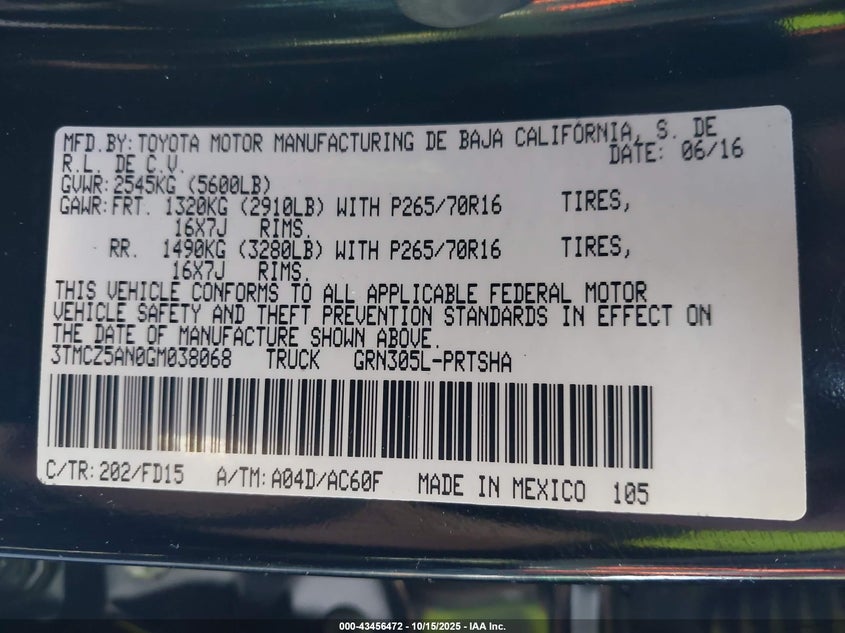 MFD.BY: TOYOTA MOTOR MANUFACTURING DE BAJA CALIFORNIA, S. DE
R.L. DE C.V. DATE: 06/16
GVWR: 2545KG (5600LB)
GAWR: FRT. 1320KG (2910LB) WITH P265/70R16 TIRES,
16X7J RIMS.
RR. 1490KG (3280LB) WITH P265/70R16 TIRES,
16X7J RIMS.
THIS VEHICLE CONFORMS TO ALL APPLICABLE FEDERAL MOTOR
VEHICLE SAFETY AND THEFT PREVENTION STANDARDS IN EFFECT ON
THE DATE OF MANUFACTURE SHOWN ABOVE.
3TMCZ5AN0GM038068 TRUCK GRN305L-PRTSHA
C/TR: 202/FD15 A/TM: A04D/AC60F MADE IN MEXICO 105
000-43456472 - 10/15/2025 - IAA Inc.